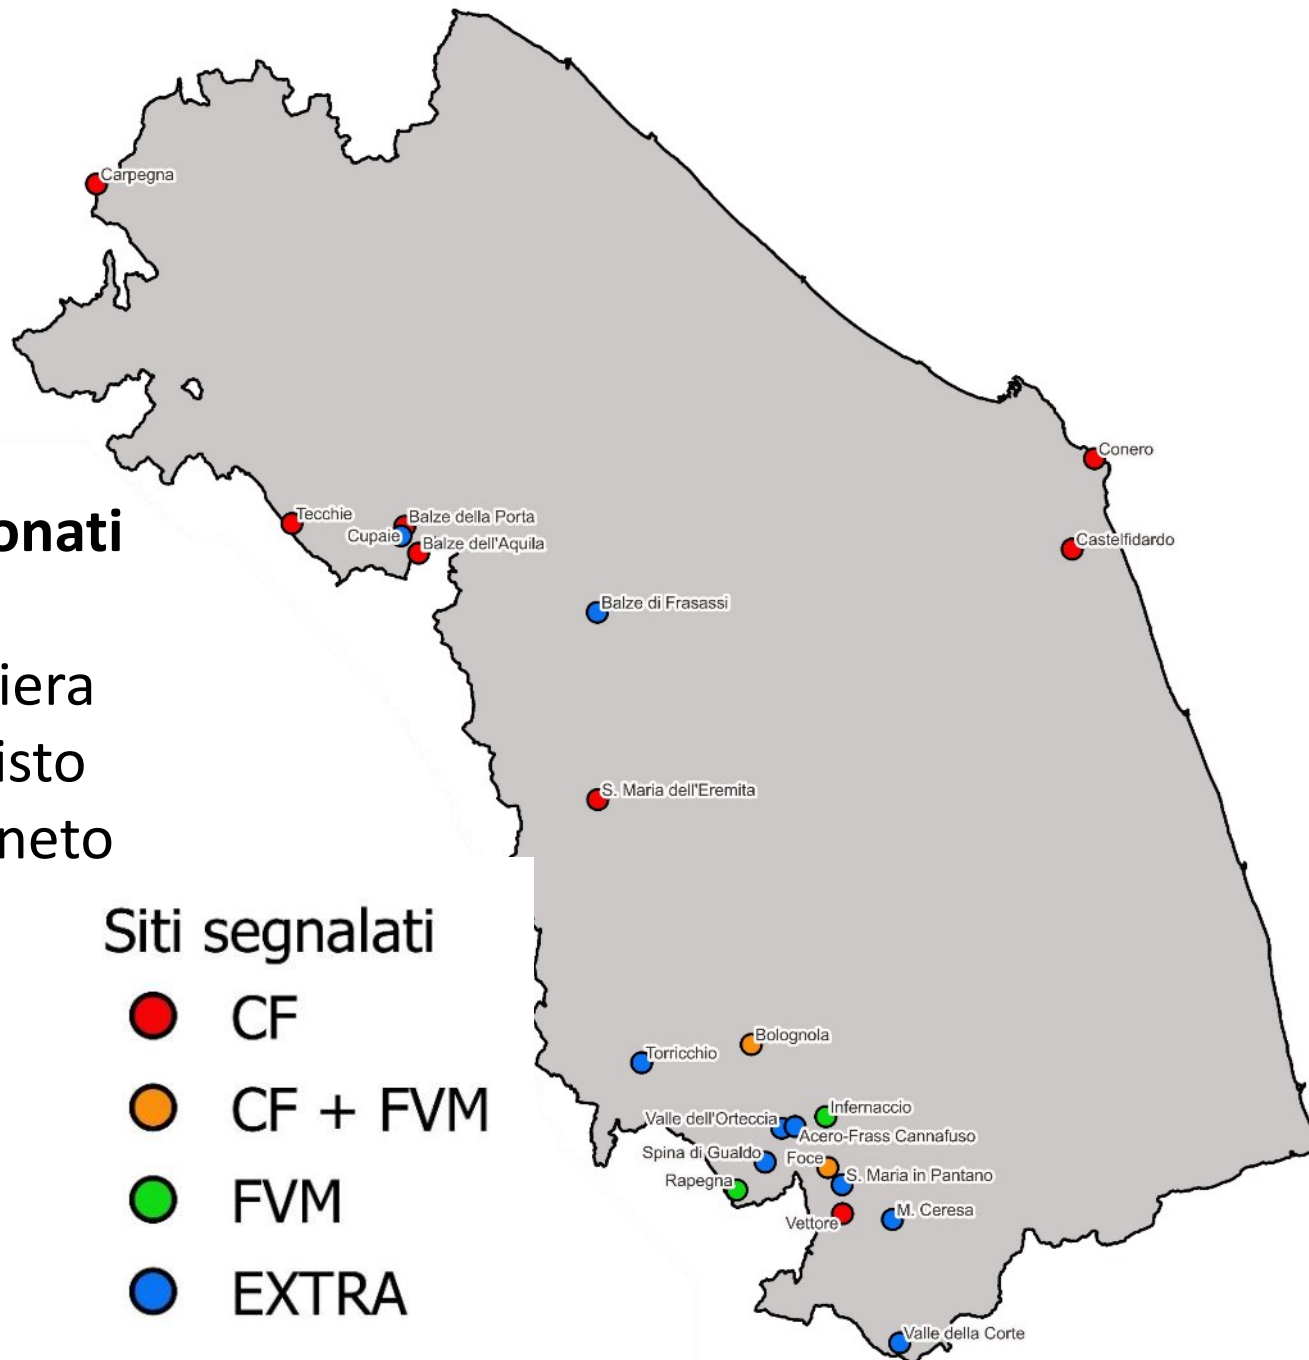 Carpegna
Conero
onati
Tecchie
Balze della Porta
Cupaie
Balze dell'Aquila
Castelfidardo
Balze di Frasassi
iera
isto
neto
S. Maria dell'Eremita
Siti segnalati
CF
CF + FVM
FVM
EXTRA
Bolognola
Torricchio
Infernaccio
Valle dell'Orteccia
Acero-Frass Cannafuso
Spina di Gualdo
Foce
S. Maria in Pantano
Rapegna
M. Ceresa
Vettore
Valle della Corte